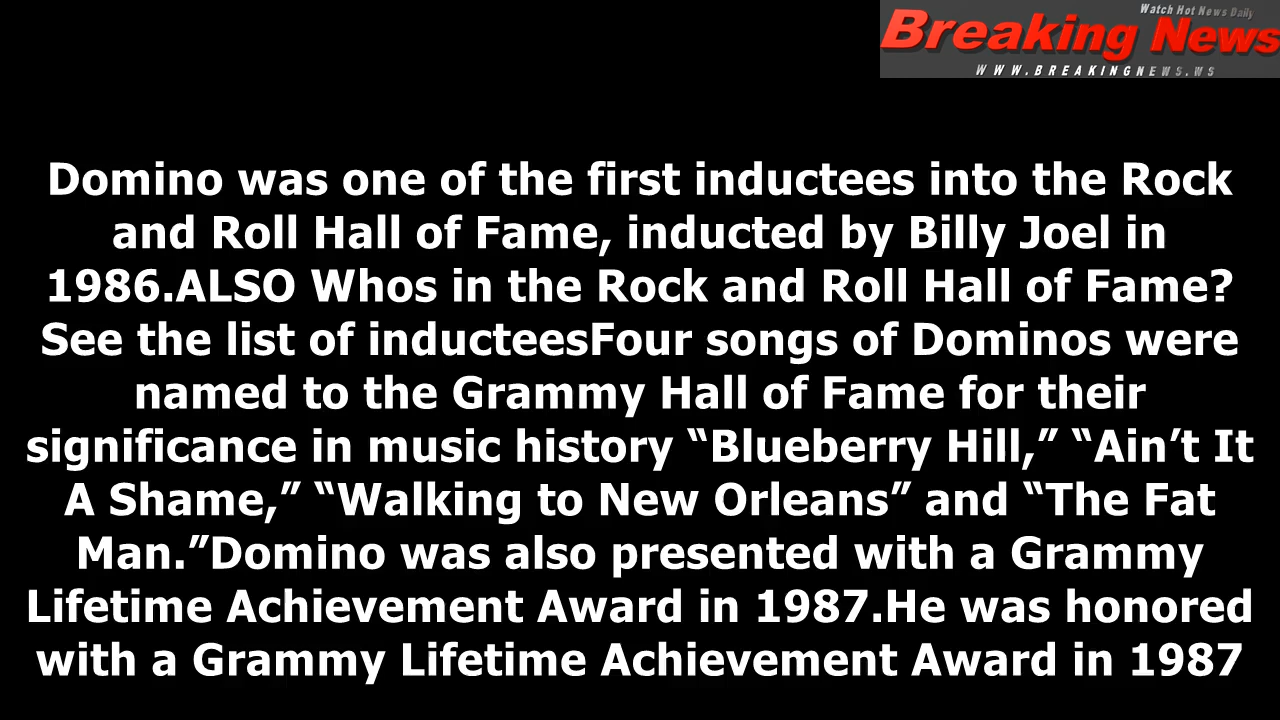 Watch Hot News Daily
Breaking News
WWW.BREAKINGNEWS.WS
Domino was one of the first inductees into the Rock
and Roll Hall of Fame, inducted by Billy Joel in
1986.ALSO Whos in the Rock and Roll Hall of Fame?
See the list of inducteesFour songs of Dominos were
named to the Grammy Hall of Fame for their
significance in music history “Blueberry Hill,” “Ain’t It
A Shame,” “Walking to New Orleans” and “The Fat
Man.”Domino was also presented with a Grammy
Lifetime Achievement Award in 1987.He was honored
with a Grammy Lifetime Achievement Award in 1987